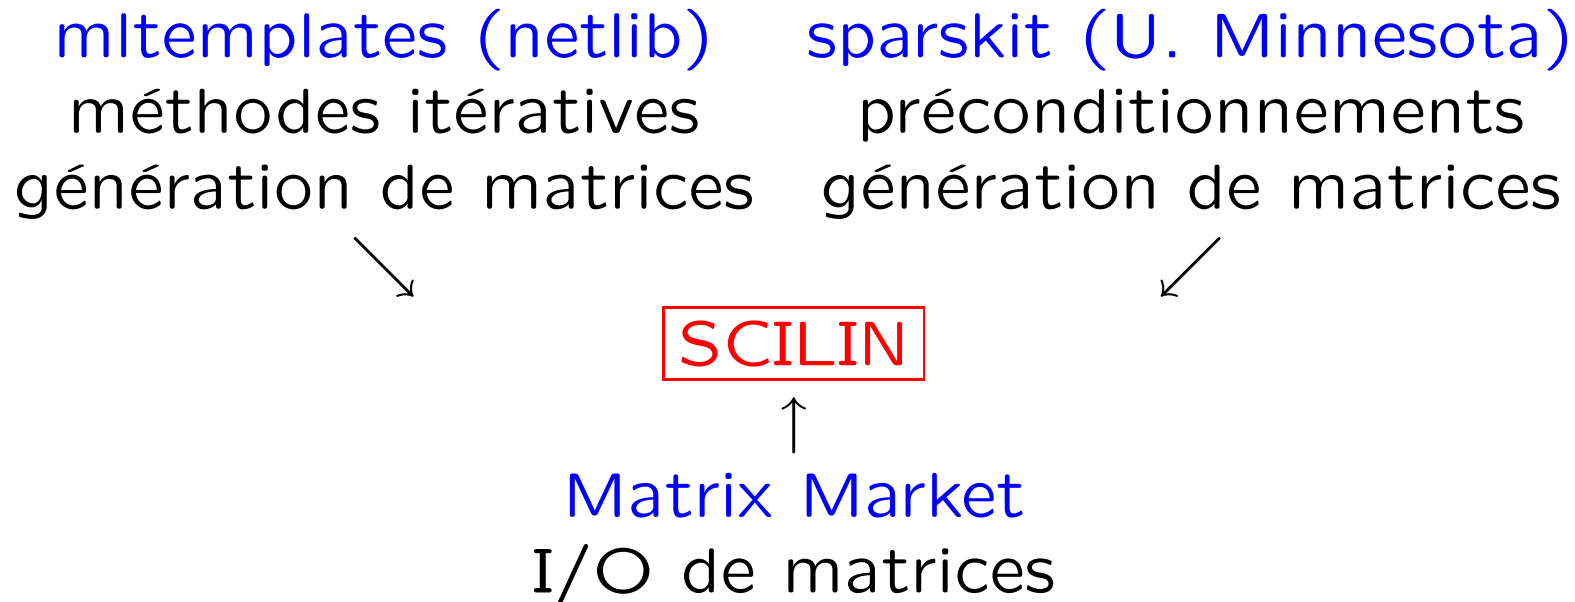 mltemplates (netlib)
méthodes itératives
génération de matrices
sparskit (U. Minnesota)
préconditionnements
génération de matrices
SCILIN
Matrix Market
I/O de matrices